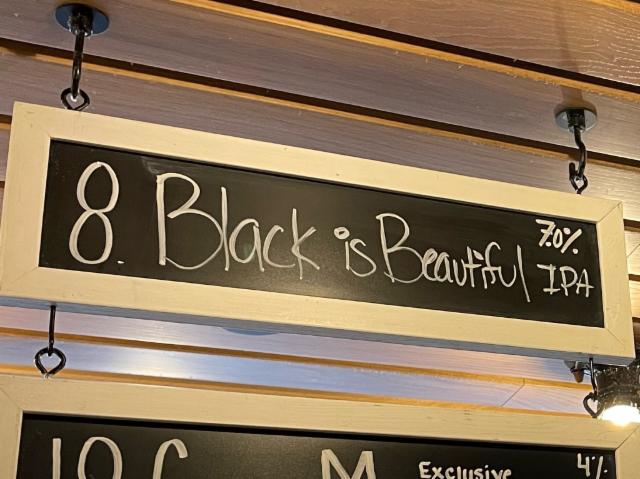 8. Black is Beautiful 7.0% IPA
Exclusive 4%